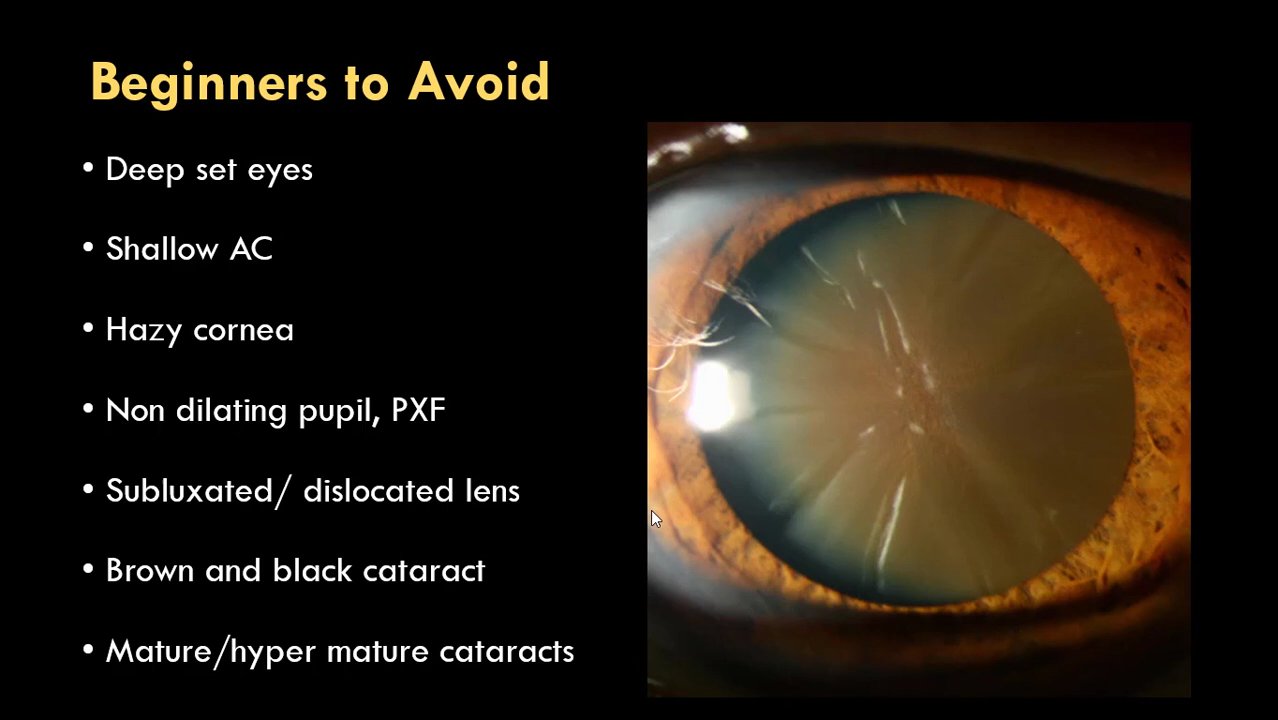 Beginners to Avoid
• Deep set eyes
• Shallow AC
• Hazy cornea
• Non dilating pupil, PXF
• Subluxated/ dislocated lens
• Brown and black cataract
• Mature/hyper mature cataracts